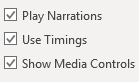 Play Narrations
Use Timings
Show Media Controls